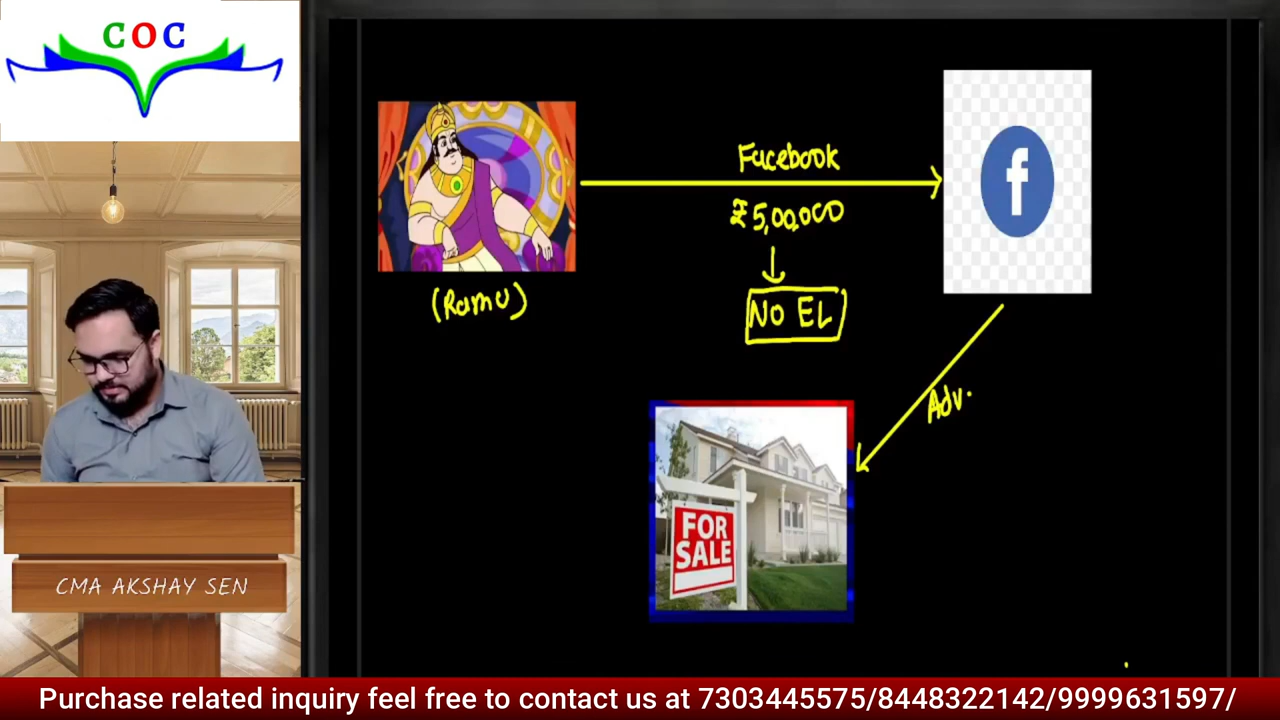 COC
Facebook
₹5,00,000
NO EL
(Ramu)
Adv.
FOR
SALE
CMA AKSHAY SEN
Purchase related inquiry feel free to contact us at 7303445575/8448322142/9999631597/